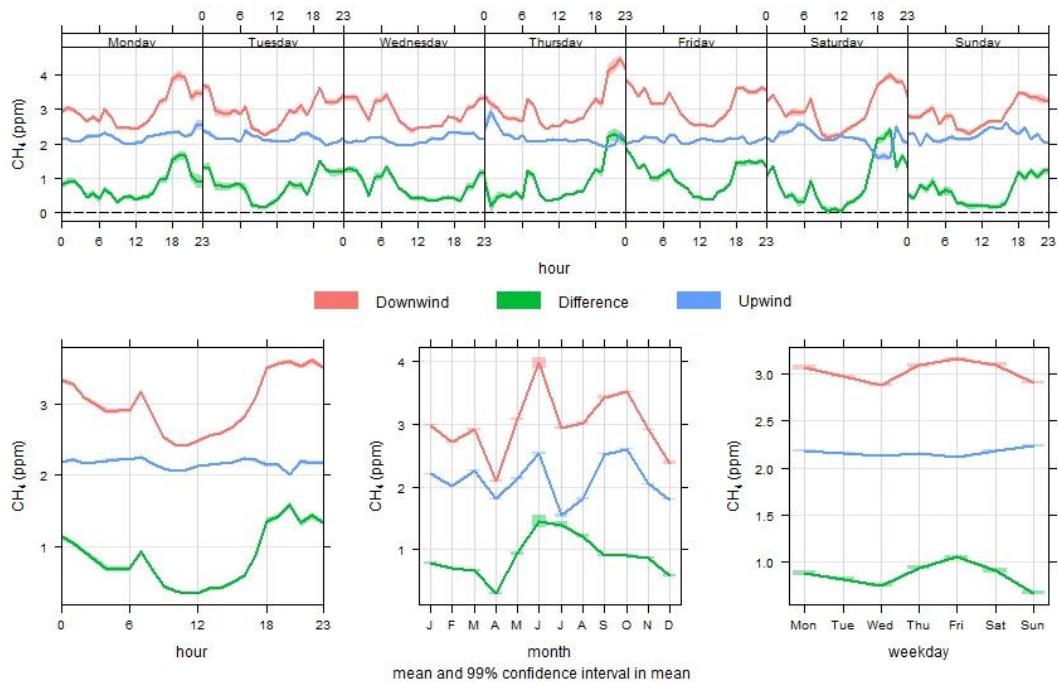 0 6 12 18 23 0 6 12 18 23 0 6 12 18 23
Monday Tuesday Wednesday Thursday Friday Saturday Sunday
4
3
2
1
0
CH₄ (ppm)
0 6 12 18 23 0 6 12 18 23 0 6 12 18 23 0 6 12 18 23
hour
Downwind Difference Upwind
3
2
1
CH₄ (ppm)
0 6 12 18 23
hour
4
3
2
1
CH₄ (ppm)
J F M A M J J A S O N D
month
3.0
2.5
2.0
1.5
1.0
CH₄ (ppm)
Mon Tue Wed Thu Fri Sat Sun
weekday
mean and 99% confidence interval in mean